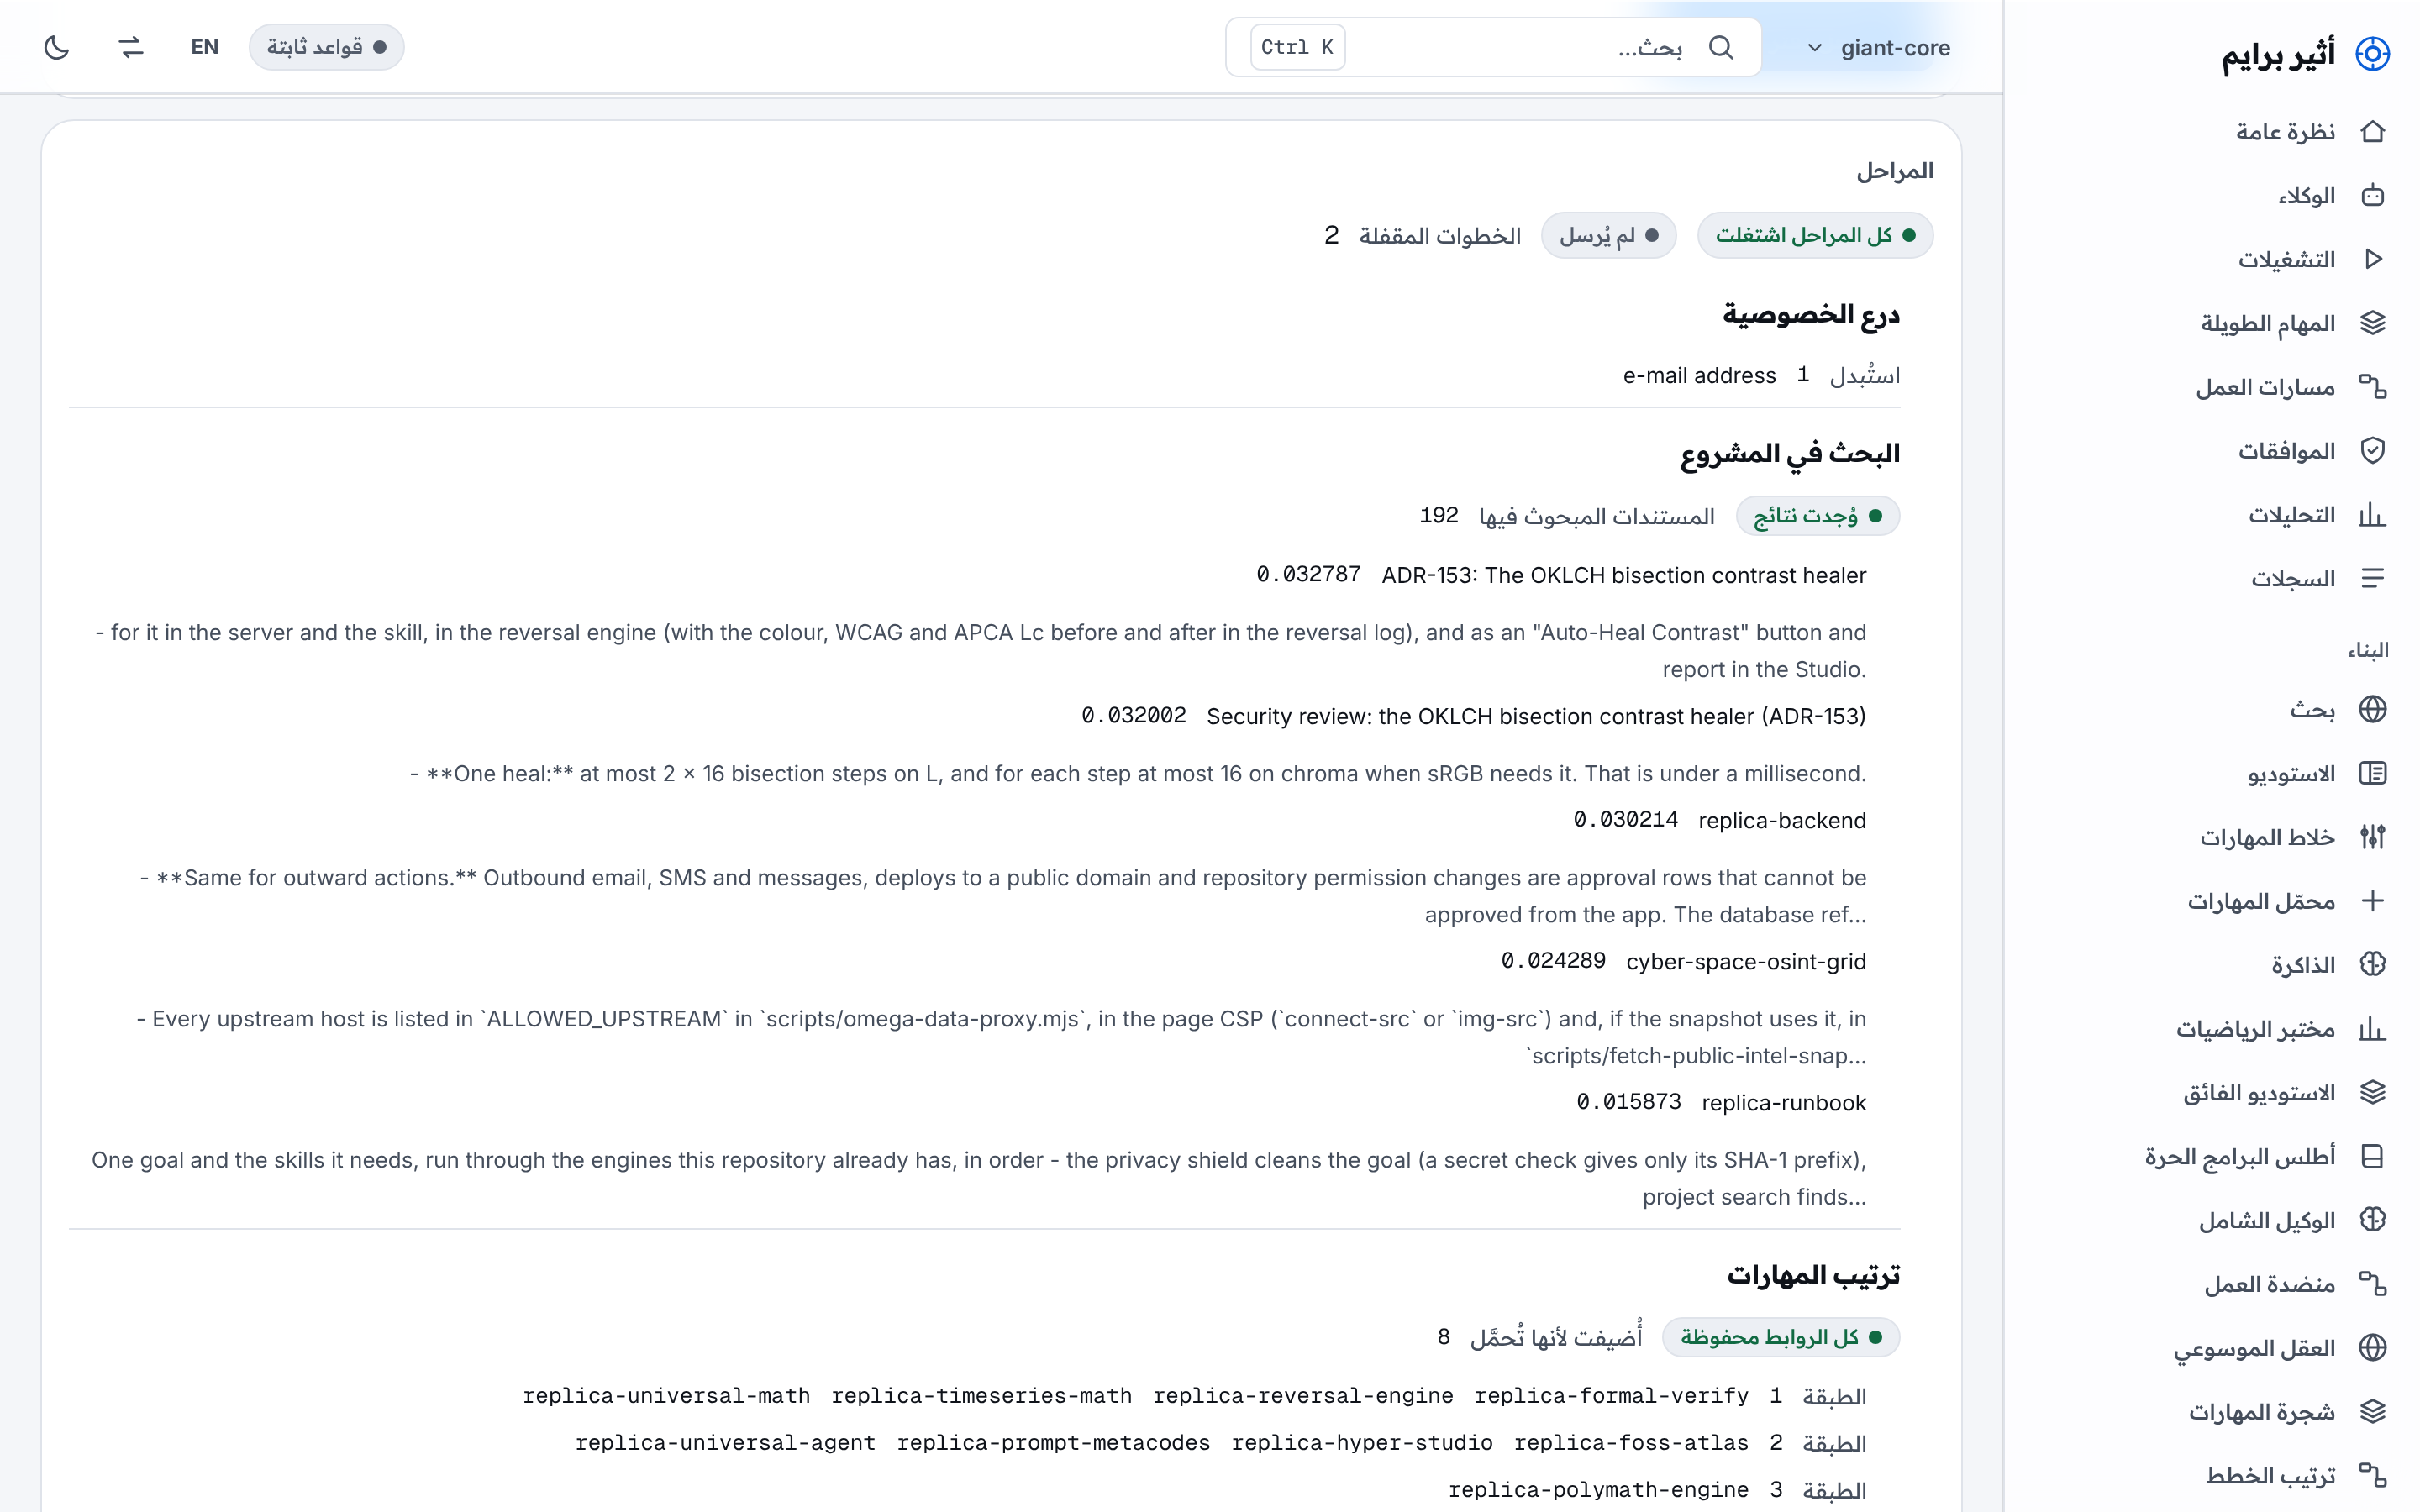 أثير برايم
نظرة عامة
الوكلاء
التشغيلات
المهام الطويلة
مسارات العمل
الموافقات
التحليلات
السجلات
البناء
بحث
الاستوديو
خلاط المهارات
محمّل المهارات
الذاكرة
مختبر الرياضيات
الاستوديو الفائق
أطلس البرامج الحرة
الوكيل الشامل
منضدة العمل
العقل الموسوعي
شجرة المهارات
ترتيب الخطط
giant-core
بحث...
Ctrl K
قواعد ثابتة
EN
المراحل
كل المراحل اشتغلت لم يُرسل الخطوات المقفلة 2
درع الخصوصية
استُبدل 1 e-mail address
البحث في المشروع
وُجدت نتائج المستندات المبحوث فيها 192
ADR-153: The OKLCH bisection contrast healer 0.032787
- for it in the server and the skill, in the reversal engine (with the colour, WCAG and APCA Lc before and after in the reversal log), and as an "Auto-Heal Contrast" button and
report in the Studio.
Security review: the OKLCH bisection contrast healer (ADR-153) 0.032002
- **One heal:** at most 2 × 16 bisection steps on L, and for each step at most 16 on chroma when sRGB needs it. That is under a millisecond.
replica-backend 0.030214
- **Same for outward actions.** Outbound email, SMS and messages, deploys to a public domain and repository permission changes are approval rows that cannot be
approved from the app. The database ref...
cyber-space-osint-grid 0.024289
- Every upstream host is listed in `ALLOWED_UPSTREAM` in `scripts/omega-data-proxy.mjs`, in the page CSP (`connect-src` or `img-src`) and, if the snapshot uses it, in
`scripts/fetch-public-intel-snap...
replica-runbook 0.015873
One goal and the skills it needs, run through the engines this repository already has, in order - the privacy shield cleans the goal (a secret check gives only its SHA-1 prefix),
project search finds...
ترتيب المهارات
كل الروابط محفوظة أُضيفت لأنها تُحمَّل 8
الطبقة 1 replica-formal-verify replica-reversal-engine replica-timeseries-math replica-universal-math
الطبقة 2 replica-foss-atlas replica-hyper-studio replica-prompt-metacodes replica-universal-agent
الطبقة 3 replica-polymath-engine